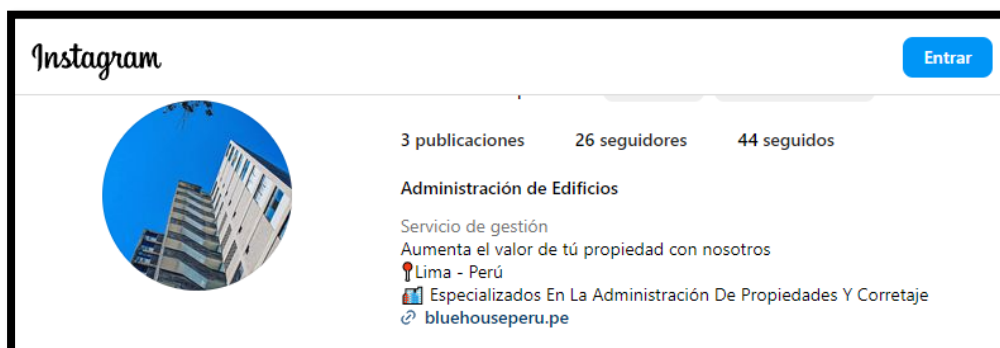 Instagram
Entrar
3 publicaciones 26 seguidores 44 seguidos
Administración de Edificios
Servicio de gestión
Aumenta el valor de tú propiedad con nosotros
📍Lima - Perú
🏙️ Especializados En La Administración De Propiedades Y Corretaje
bluehouseperu.pe